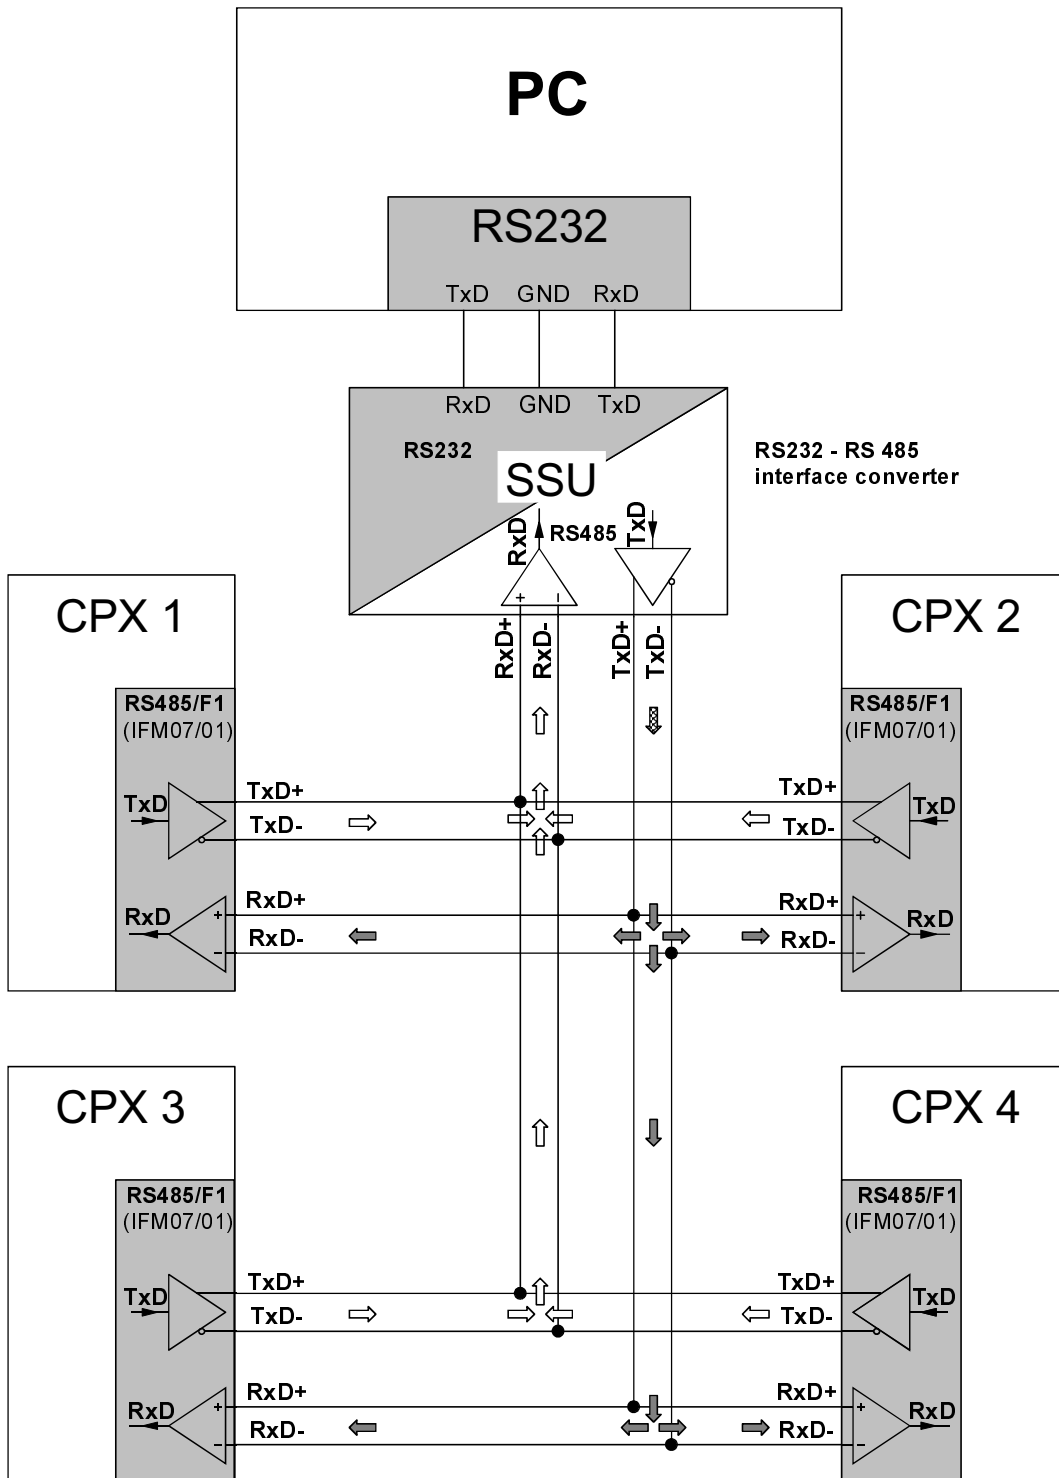 PC
RS232
TxD GND RxD
RxD GND TxD
RS232
SSU
RS232 - RS 485
interface converter
RxD
RS485
TxD
+ −
RxD+
RxD-
TxD+
TxD-
CPX 1
RS485/F1
(IFM07/01)
TxD
TxD+
TxD-
RxD
RxD+
RxD-
+
-
CPX 2
RS485/F1
(IFM07/01)
TxD+
TxD-
TxD
RxD+
RxD-
RxD
+
-
CPX 3
RS485/F1
(IFM07/01)
TxD
TxD+
TxD-
RxD
RxD+
RxD-
+
-
CPX 4
RS485/F1
(IFM07/01)
TxD+
TxD-
TxD
RxD+
RxD-
RxD
+
-